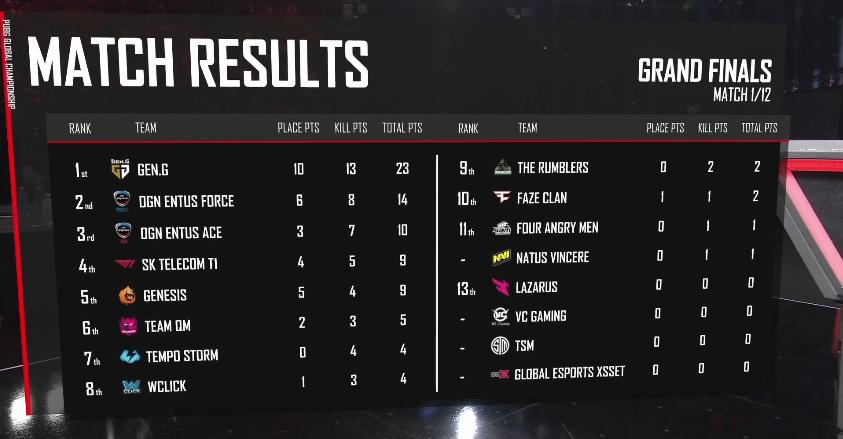 PUBG GLOBAL CHAMPIONSHIP
MATCH RESULTS
GRAND FINALS
MATCH 1/12
RANK TEAM PLACE PTS KILL PTS TOTAL PTS
1st GEN.G 10 13 23
2nd OGN ENTUS FORCE 6 8 14
3rd OGN ENTUS ACE 3 7 10
4th SK TELECOM T1 4 5 9
5th GENESIS 5 4 9
6th TEAM QM 2 3 5
7th TEMPO STORM 0 4 4
8th WCLICK 1 3 4
RANK TEAM PLACE PTS KILL PTS TOTAL PTS
9th THE RUMBLERS 0 2 2
10th FAZE CLAN 1 1 2
11th FOUR ANGRY MEN 0 1 1
- NATUS VINCERE 0 1 1
13th LAZARUS 0 0 0
- VC GAMING 0 0 0
- TSM 0 0 0
- GLOBAL ESPORTS XSSET 0 0 0